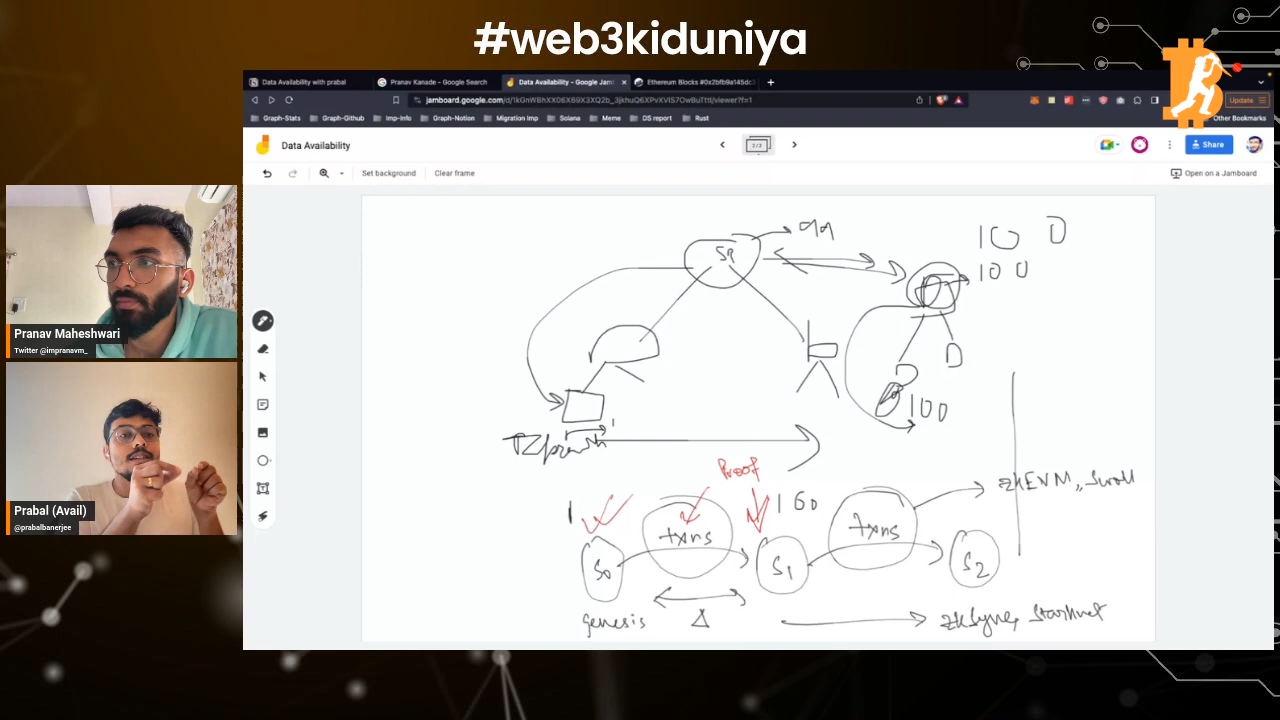 #web3kiduniya
Data Availability with prabal
Pranav Kanade - Google Search
Data Availability - Google Jam
Ethereum Blocks #0x2bfb9a145dc
Update
Graph-Stats
Graph-Github
Imp-Info
Graph-Notion
Migration Imp
Solana
Meme
DS report
Rust
Other Bookmarks
Data Availability
2/2
Share
Set background
Clear frame
Open on a Jamboard
Pranav Maheshwari
Twitter @impranavm_
Prabal (Avail)
@prabalbanerjee
100
100
Proof
txns
txns
zkEVM, Scroll
S0
S1
S2
genesis
Δ
zkSync, Starknet